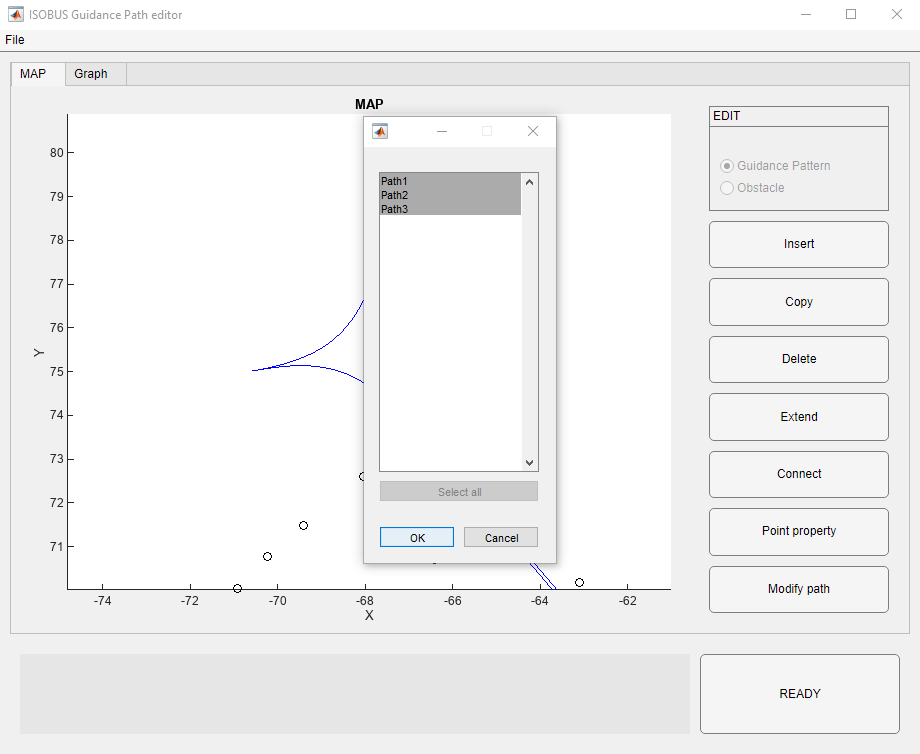 ISOBUS Guidance Path editor
File
MAP
Graph
MAP
80
79
78
77
76
75
74
73
72
71
Y
-74
-72
-70
-68
-66
-64
-62
X
Path1
Path2
Path3
Select all
OK
Cancel
EDIT
Guidance Pattern
Obstacle
Insert
Copy
Delete
Extend
Connect
Point property
Modify path
READY